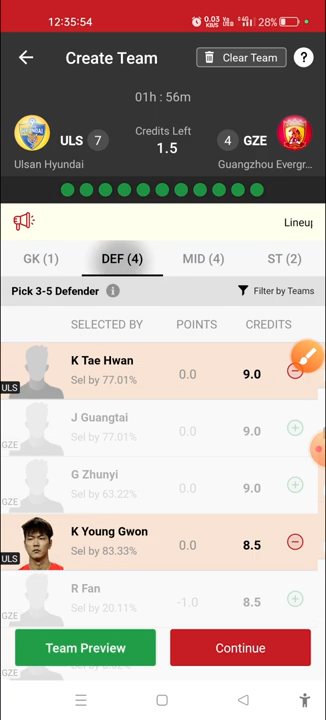 12:35:54
0.03 KB/S
4G
28%
Create Team
Clear Team
?
01h : 56m
ULS 7
Credits Left
1.5
4 GZE
Ulsan Hyundai
Guangzhou Evergr...
Lineu
GK (1)
DEF (4)
MID (4)
ST (2)
Pick 3-5 Defender
Filter by Teams
SELECTED BY
POINTS
CREDITS
K Tae Hwan
Sel by 77.01%
0.0
9.0
ULS
J Guangtai
Sel by 77.01%
0.0
9.0
GZE
G Zhunyi
Sel by 63.22%
0.0
9.0
GZE
K Young Gwon
Sel by 83.33%
0.0
8.5
ULS
R Fan
Sel by 20.11%
-1.0
8.5
GZE
Team Preview
Continue
GZE